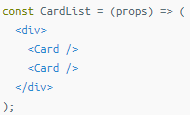 const CardList = (props) => (
  <div>
    <Card />
    <Card />
  </div>
);